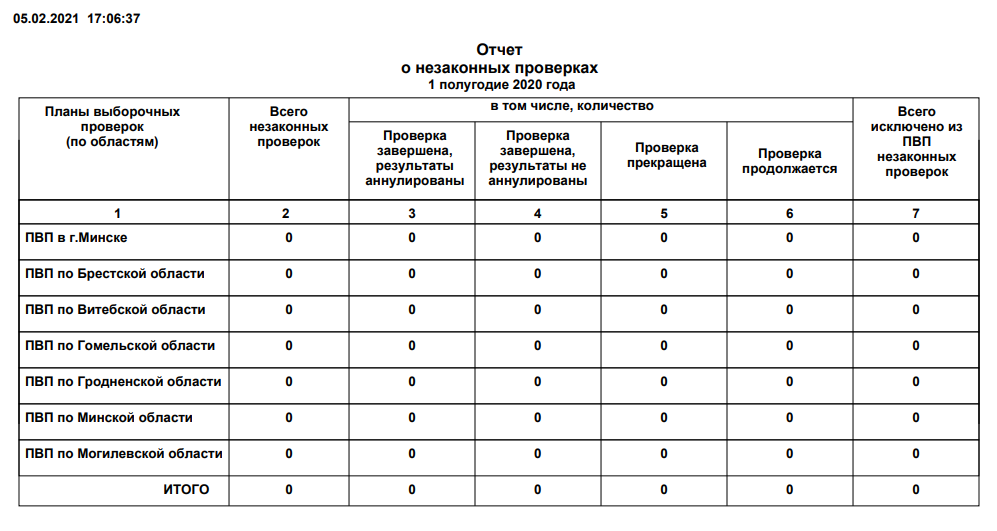 05.02.2021 17:06:37
Отчет
о незаконных проверках
1 полугодие 2020 года
Планы выборочных
проверок
(по областям)
Всего
незаконных
проверок
в том числе, количество
Проверка
завершена,
результаты
аннулированы
Проверка
завершена,
результаты не
аннулированы
Проверка
прекращена
Проверка
продолжается
Всего
исключено из
ПВП
незаконных
проверок
1 2 3 4 5 6 7
ПВП в г.Минске 0 0 0 0 0 0
ПВП по Брестской области 0 0 0 0 0 0
ПВП по Витебской области 0 0 0 0 0 0
ПВП по Гомельской области 0 0 0 0 0 0
ПВП по Гродненской области 0 0 0 0 0 0
ПВП по Минской области 0 0 0 0 0 0
ПВП по Могилевской области 0 0 0 0 0 0
ИТОГО 0 0 0 0 0 0